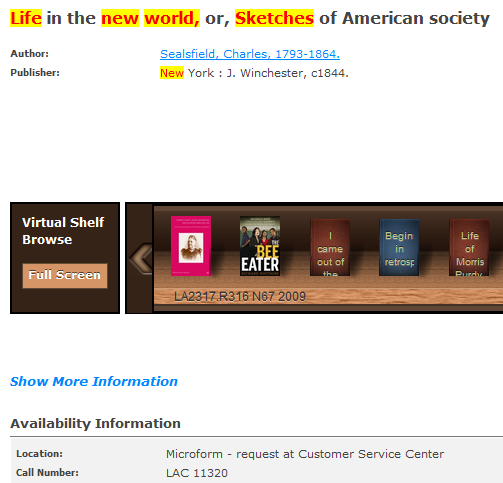 Life in the new world, or, Sketches of American society
Author: Sealsfield, Charles, 1793-1864.
Publisher: New York : J. Winchester, c1844.
Virtual Shelf
Browse
Full Screen
THE
BEE
EATER
I
came
out of
the
Begin
in
retrosp
Life
of
Morris
Purdy
LA2317.R316 N67 2009
Show More Information
Availability Information
Location: Microform - request at Customer Service Center
Call Number: LAC 11320